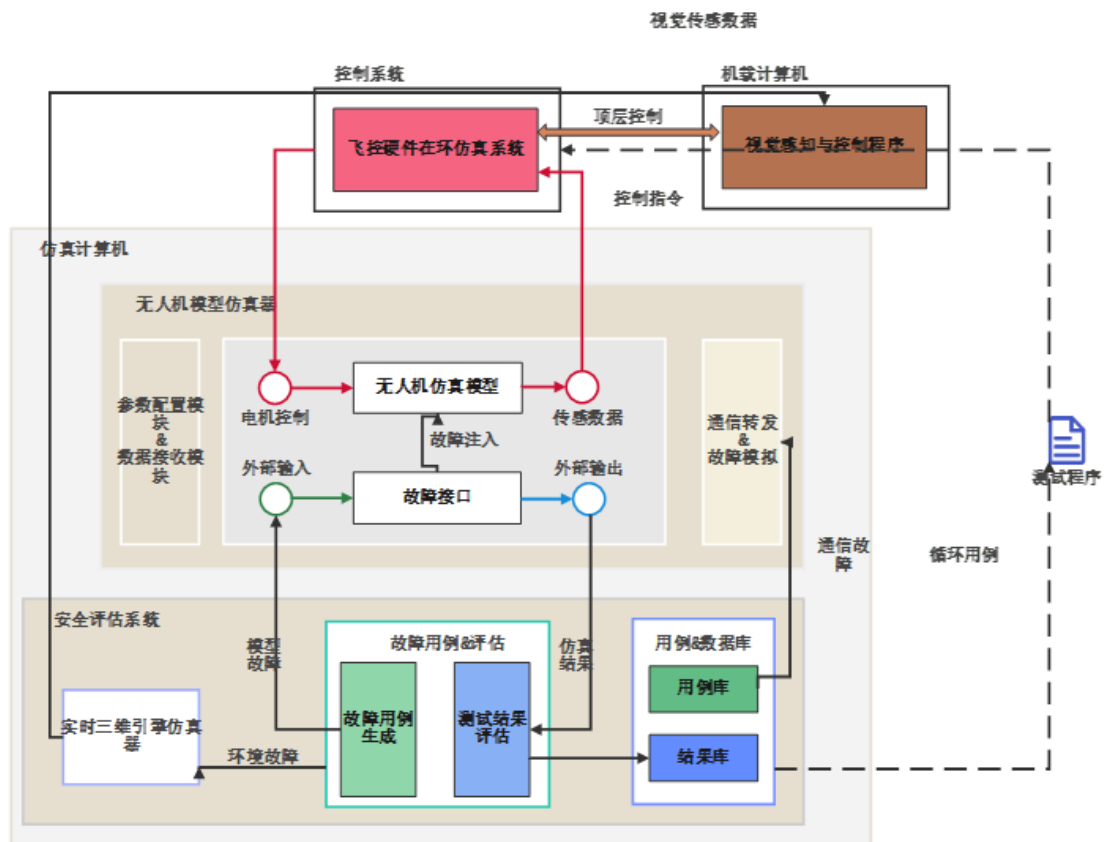 视觉传感数据
控制系统
机载计算机
顶层控制
飞控硬件在环仿真系统
视觉感知与控制程序
控制指令
仿真计算机
无人机模型仿真器
无人机仿真模型
参数配置模
块
&
数据接收模
块
电机控制
传感数据
通信转发
&
故障模拟
故障注入
外部输入
外部输出
故障接口
测试程序
通信故
障
循环用例
安全评估系统
模型
故障
故障用例&评估
仿真
结果
用例&数据库
用例库
实时三维引擎仿真
器
故障用例
生成
测试结果
评估
环境故障
结果库